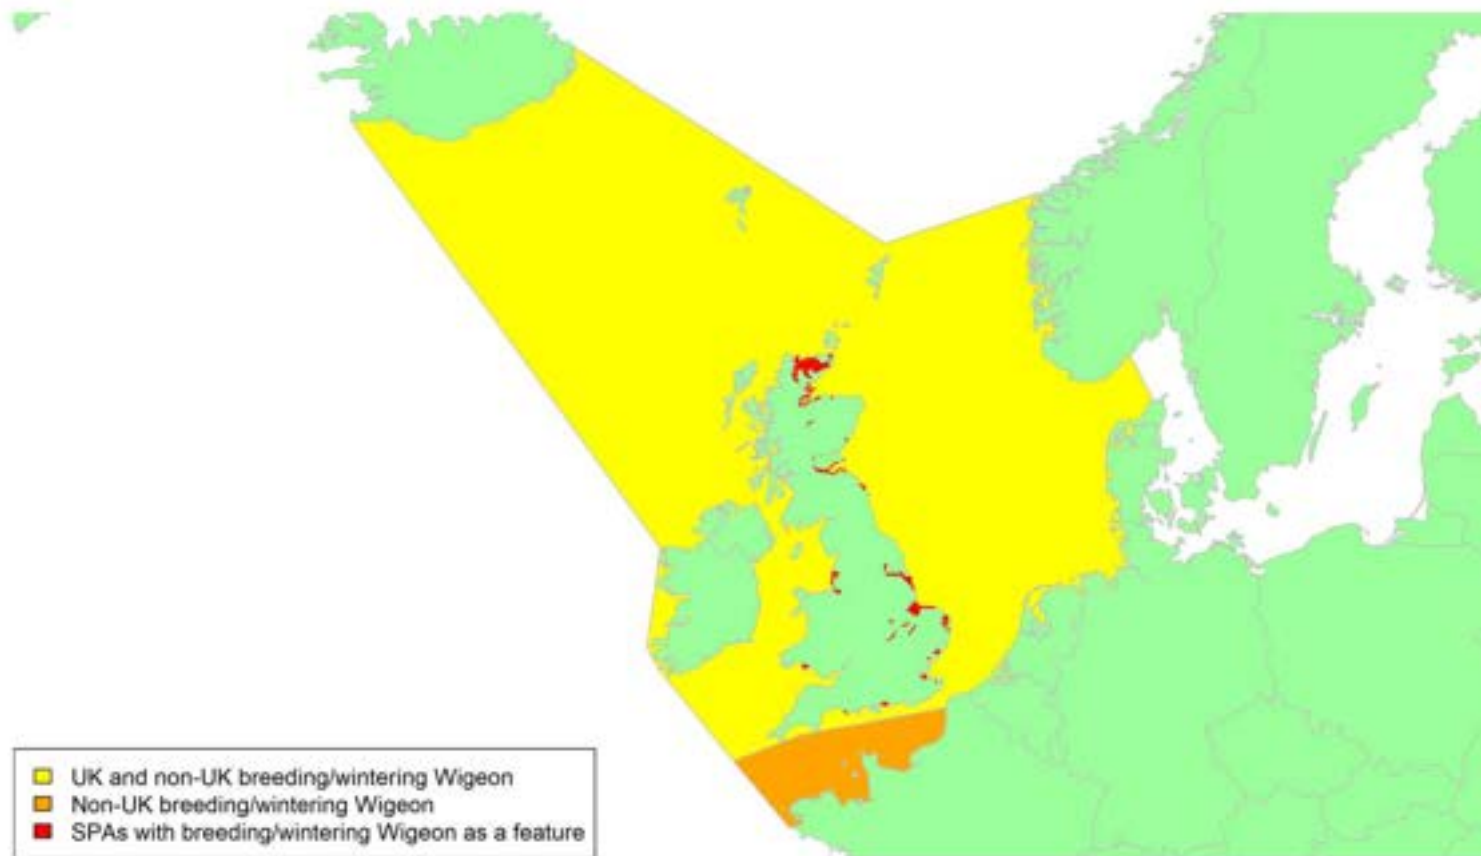 UK and non-UK breeding/wintering Wigeon
Non-UK breeding/wintering Wigeon
SPAs with breeding/wintering Wigeon as a feature